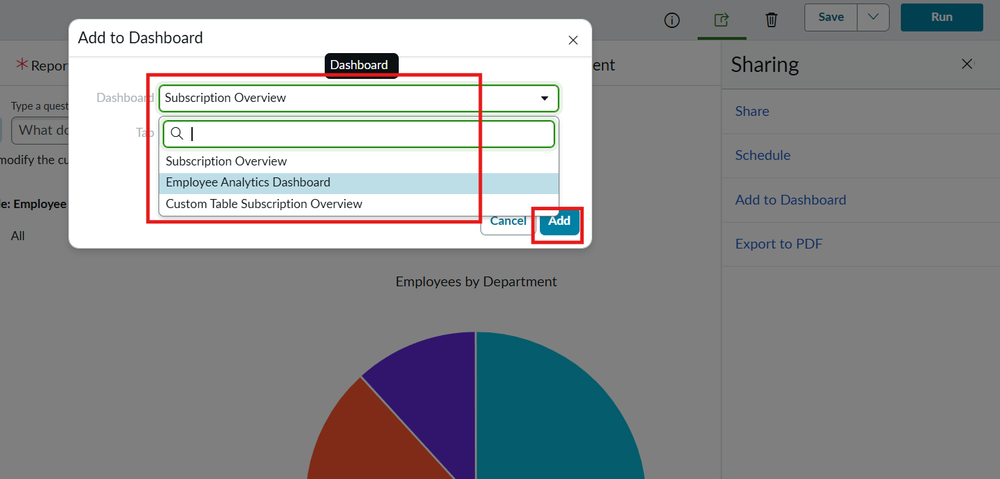 Save
Run
Add to Dashboard
Dashboard
Repor
ent
Sharing
Dashboard
Subscription Overview
Type a quest
Share
What do
Tab
modify the cu
Subscription Overview
Schedule
Employee Analytics Dashboard
e: Employee
Custom Table Subscription Overview
Add to Dashboard
Cancel
Add
All
Export to PDF
Employees by Department